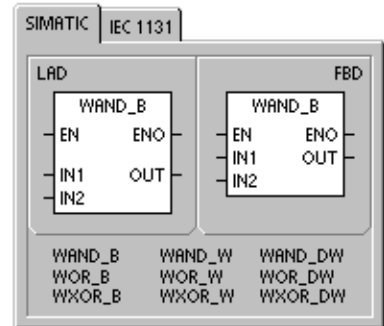 SIMATIC IEC 1131
LAD FBD
WAND_B WAND_B
EN ENO EN ENO
IN1 OUT IN1 OUT
IN2 IN2
WAND_B WAND_W WAND_DW
WOR_B WOR_W WOR_DW
WXOR_B WXOR_W WXOR_DW